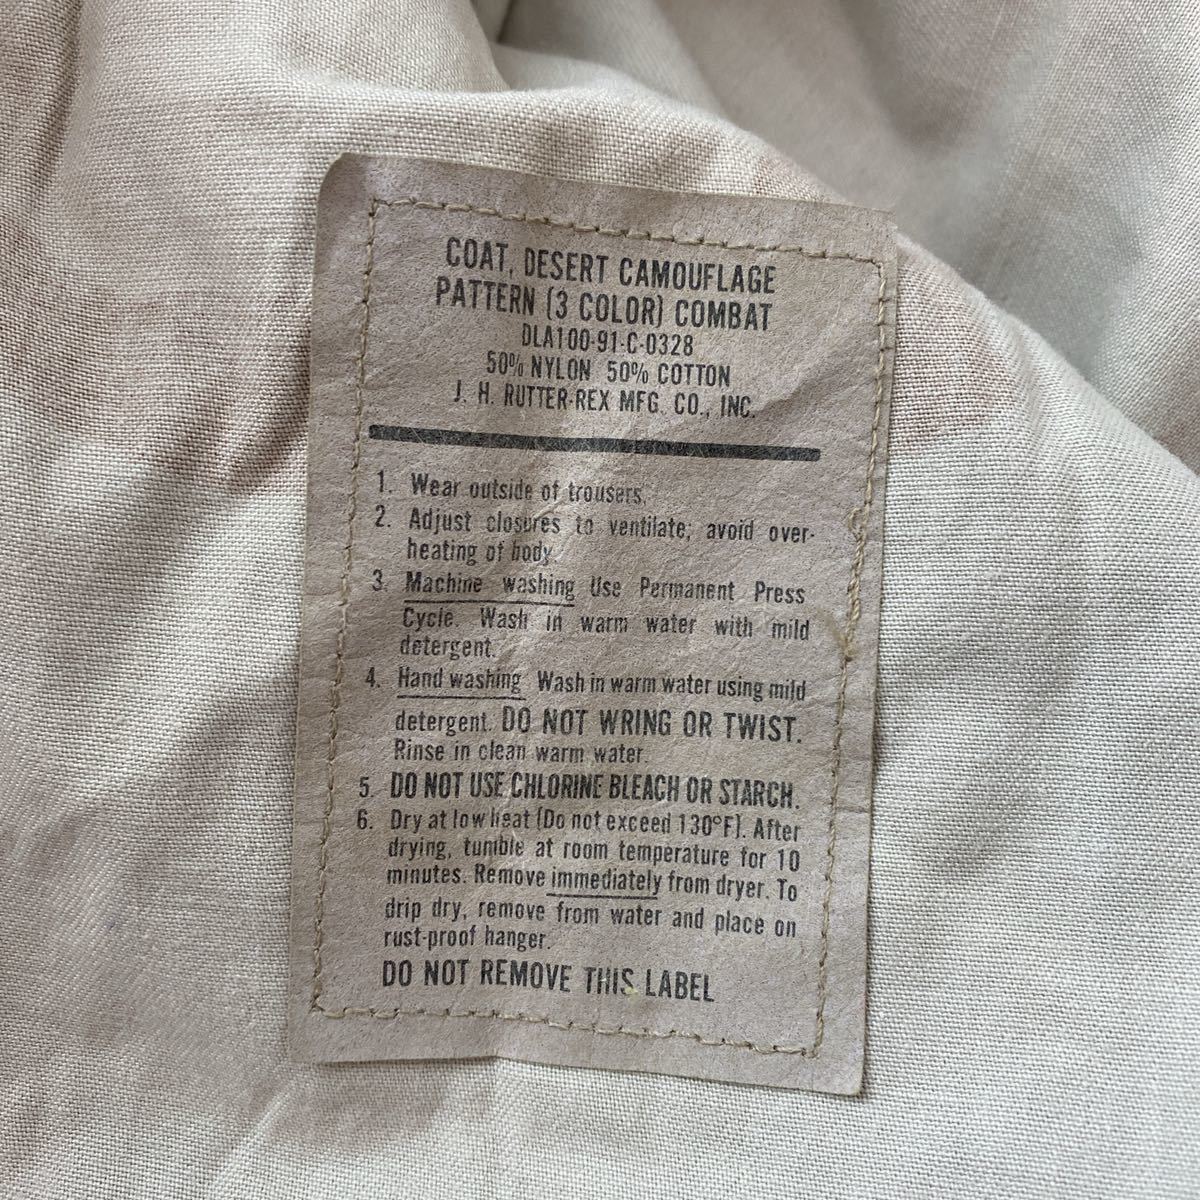 COAT, DESERT CAMOUFLAGE
PATTERN (3 COLOR) COMBAT
DLA100-91-C-0328
50% NYLON 50% COTTON
J. H. RUTTER-REX MFG. CO., INC.
1. Wear outside of trousers.
2. Adjust closures to ventilate; avoid over-
heating of body.
3. Machine washing Use Permanent Press
Cycle. Wash in warm water with mild
detergent.
4. Hand washing Wash in warm water using mild
detergent. DO NOT WRING OR TWIST.
Rinse in clean warm water.
5. DO NOT USE CHLORINE BLEACH OR STARCH.
6. Dry at low heat (Do not exceed 130°F). After
drying, tumble at room temperature for 10
minutes. Remove immediately from dryer. To
drip dry, remove from water and place on
rust-proof hanger.
DO NOT REMOVE THIS LABEL